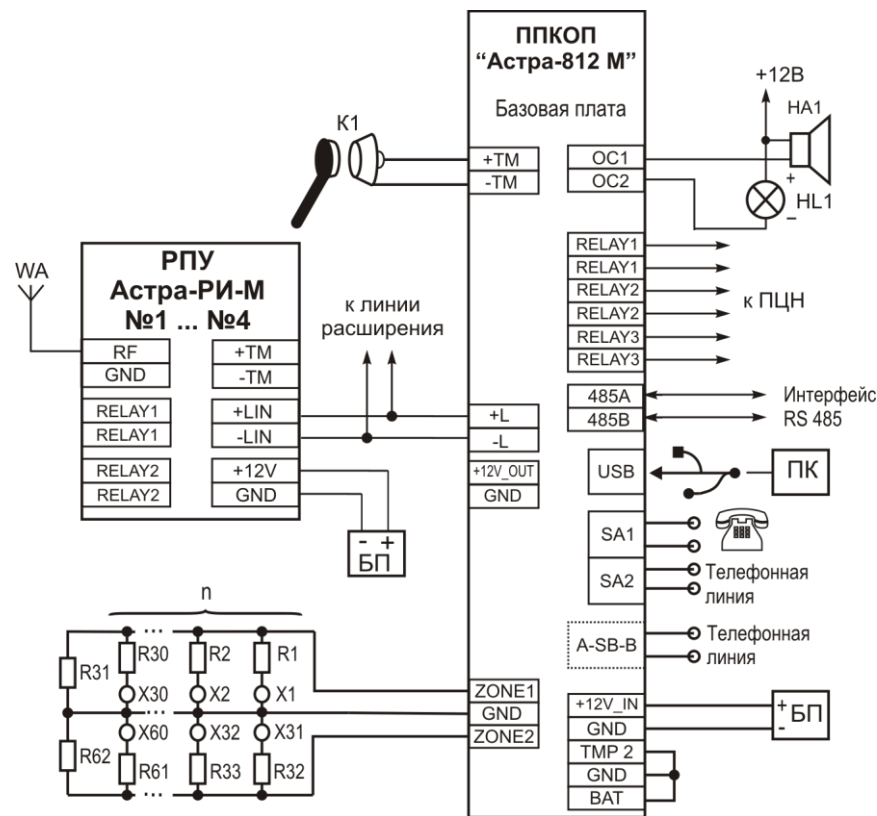 ППКОП
“Астра-812 М”
Базовая плата
+12В
HA1
K1
+TM
-TM
OC1
OC2
+
HL1
–
RELAY1
RELAY1
RELAY2
RELAY2
RELAY3
RELAY3
к ПЦН
WA
РПУ
Астра-РИ-М
№1 ... №4
к линии
расширения
RF
GND
+TM
-TM
RELAY1
RELAY1
+LIN
-LIN
RELAY2
RELAY2
+12V
GND
- +
БП
+L
-L
+12V_OUT
GND
485A
485B
Интерфейс
RS 485
USB
ПК
SA1
SA2
Телефонная
линия
A-SB-B
Телефонная
линия
n
...
R31
R30
R2
R1
X30
X2
X1
...
R62
X60
X32
X31
R61
R33
R32
...
ZONE1
GND
ZONE2
+12V_IN
GND
TMP 2
GND
BAT
+
-
БП